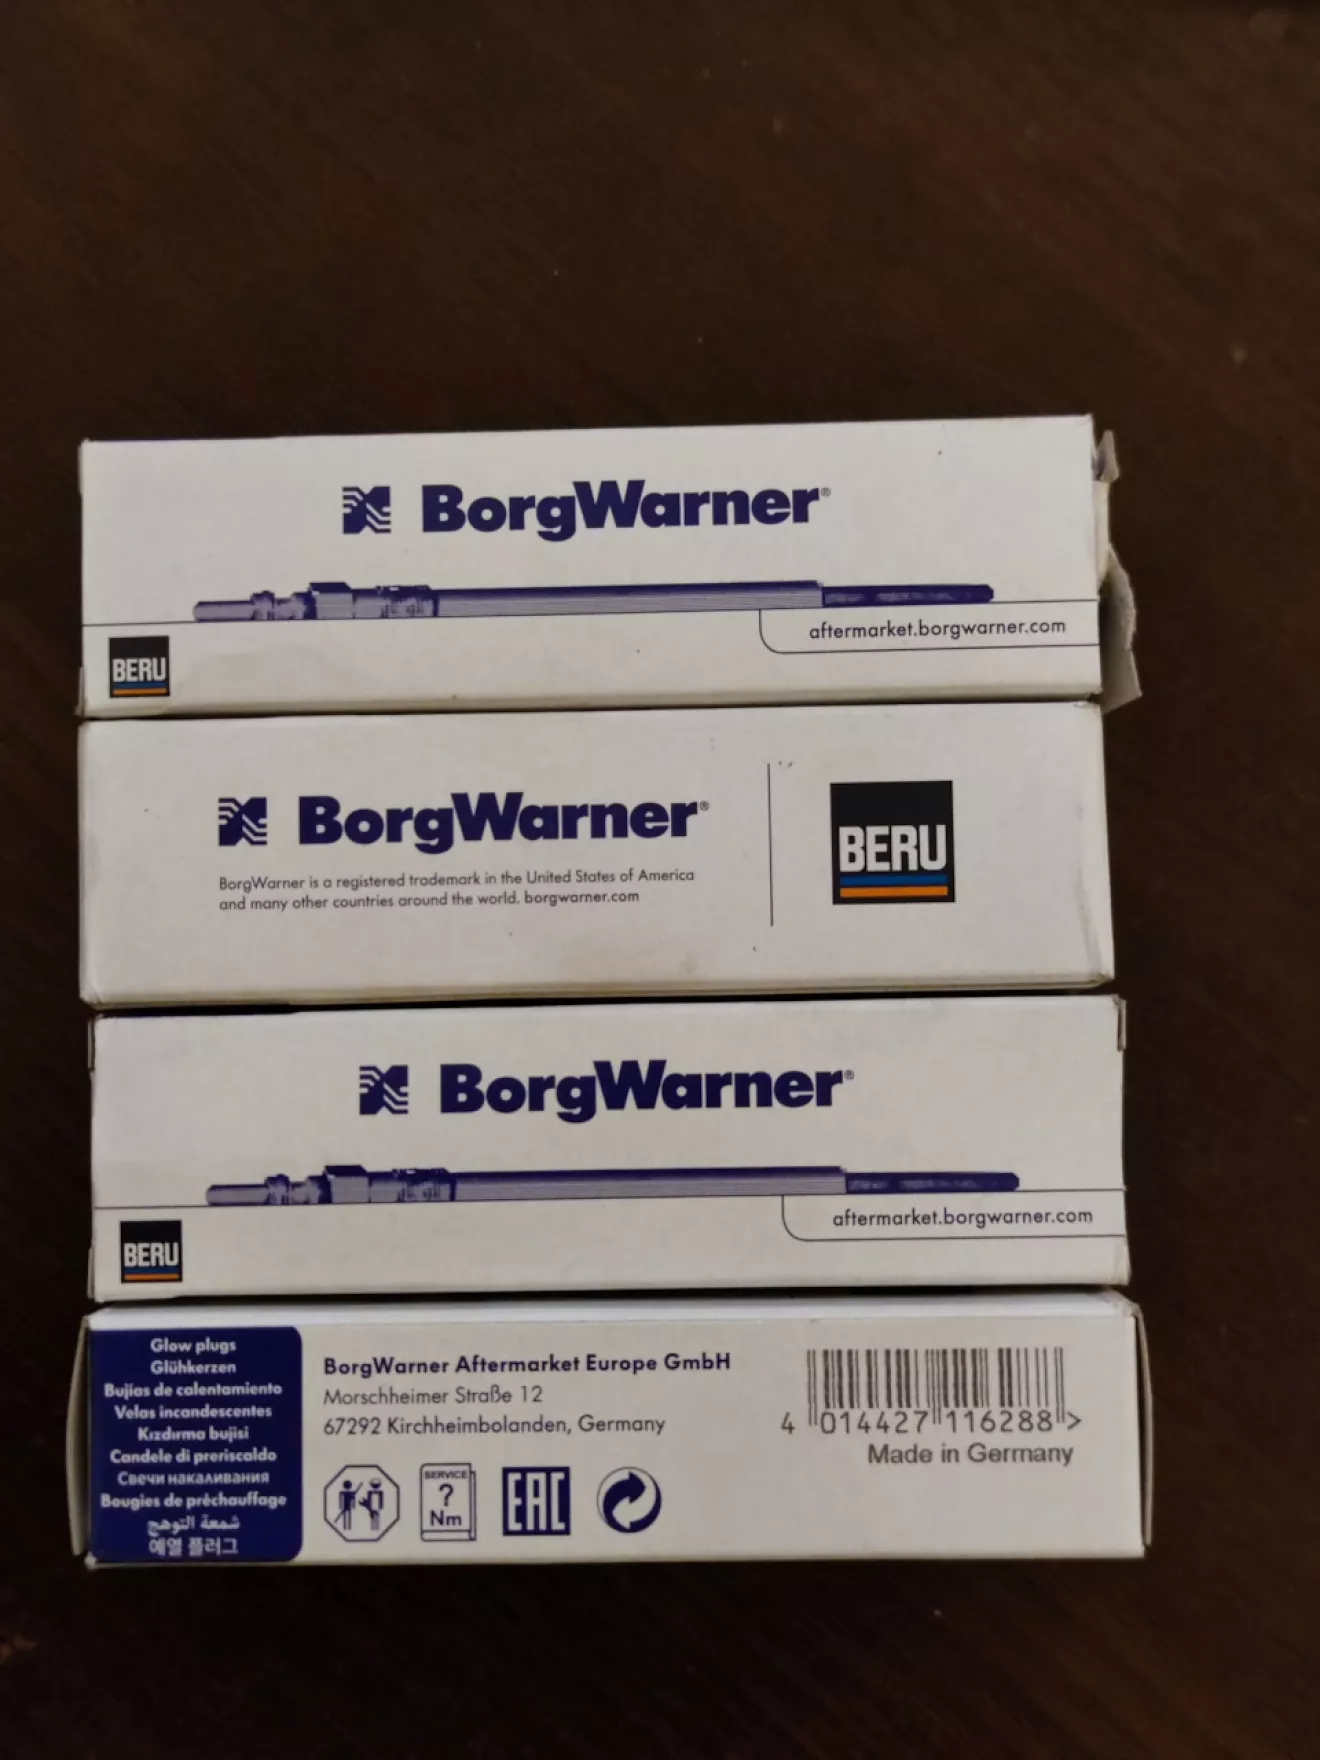 BorgWarner®
aftermarket.borgwarner.com
BERU
BorgWarner®
BorgWarner is a registered trademark in the United States of America
and many other countries around the world. borgwarner.com
BERU
BorgWarner®
aftermarket.borgwarner.com
BERU
Glow plugs
Glühkerzen
Bujías de calentamiento
Velas incandescentes
Kızdırma bujisi
Candele di preriscaldo
Свечи накаливания
Bougies de préchauffage
شمعة التوهج
예열 플러그
BorgWarner Aftermarket Europe GmbH
Morschheimer Straße 12
67292 Kirchheimbolanden, Germany
SERVICE
?
Nm
EAC
4 014427 116288 >
Made in Germany